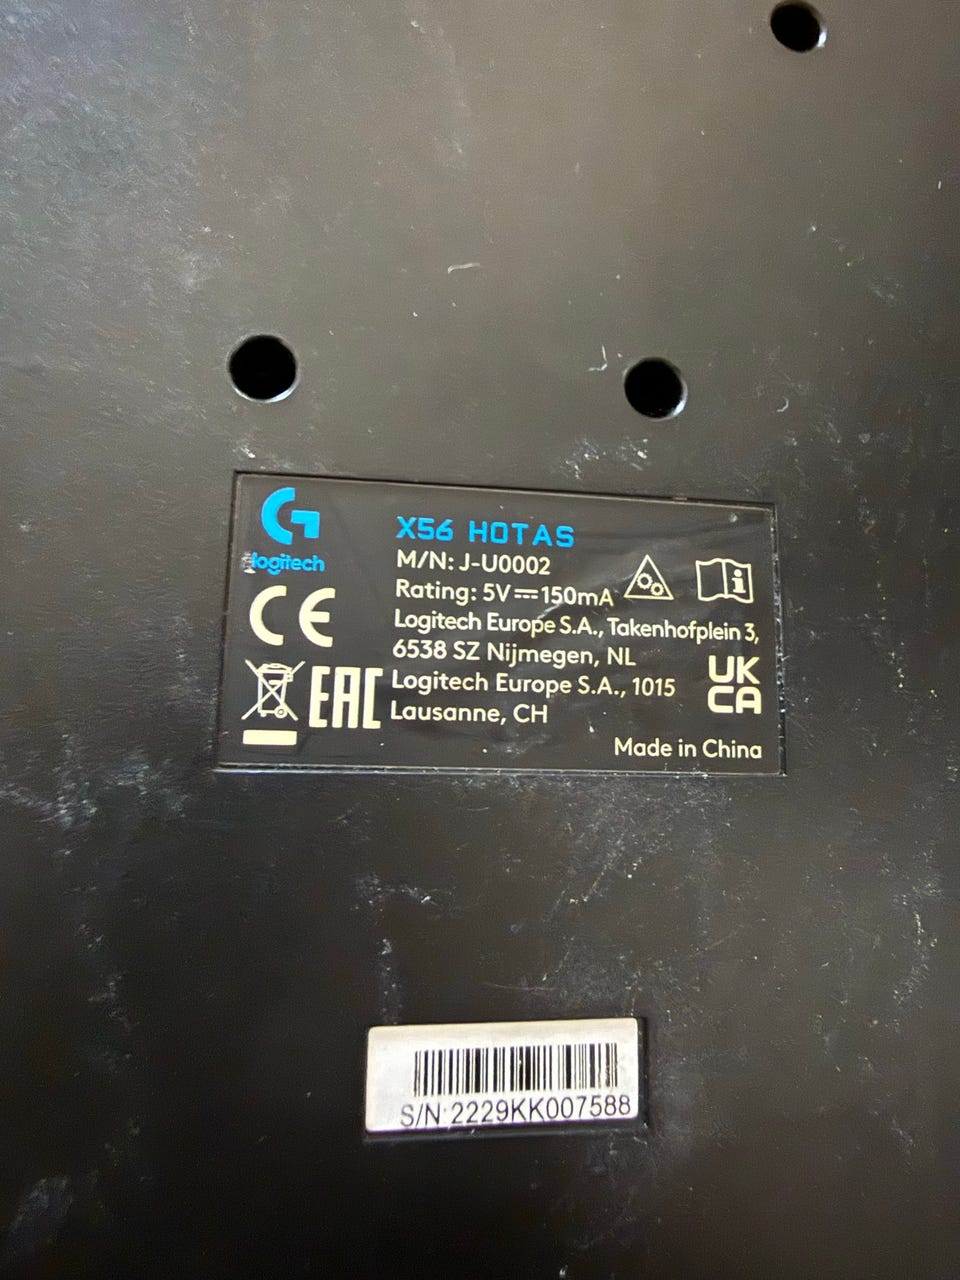 logitech
X56 HOTAS
M/N: J-U0002
Rating: 5V⎓150mA
Logitech Europe S.A., Takenhofplein 3,
6538 SZ Nijmegen, NL
Logitech Europe S.A., 1015
Lausanne, CH
CE
EAC
UK
CA
Made in China
S/N:2229KK007588